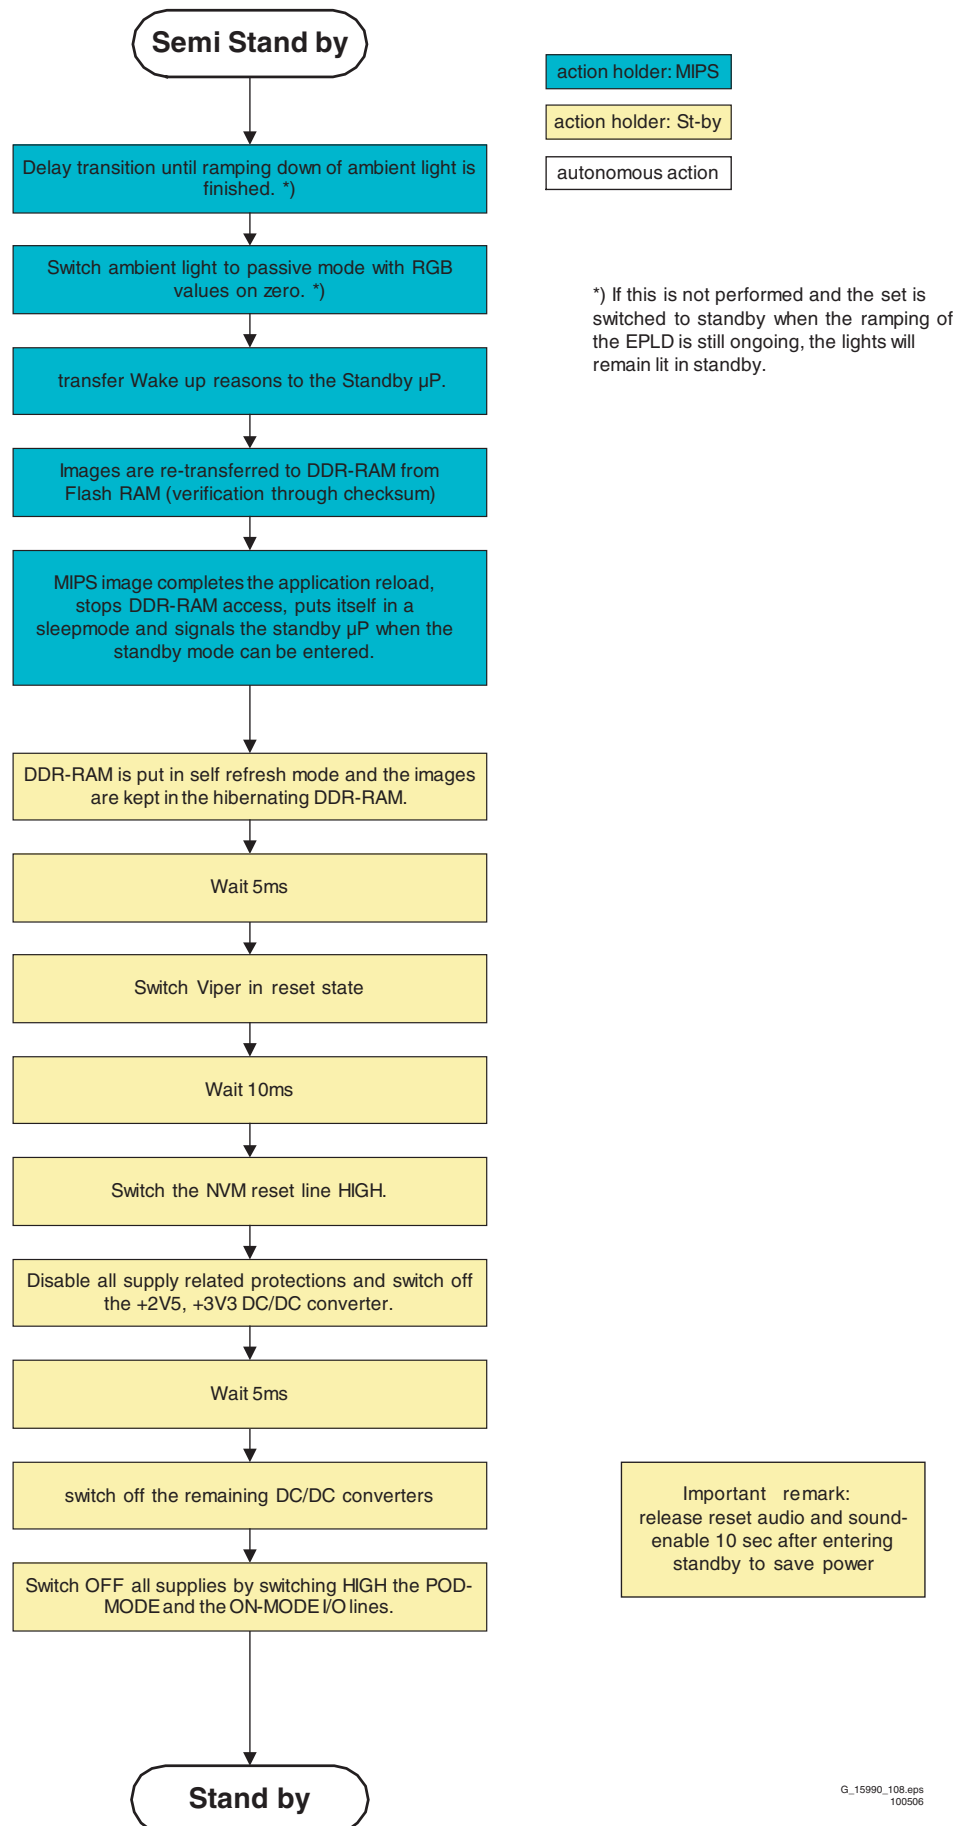 Semi Stand by
action holder: MIPS
action holder: St-by
autonomous action
Delay transition until ramping down of ambient light is
finished. *)
Switch ambient light to passive mode with RGB
values on zero. *)
*) If this is not performed and the set is
switched to standby when the ramping of
the EPLD is still ongoing, the lights will
remain lit in standby.
transfer Wake up reasons to the Standby µP.
Images are re-transferred to DDR-RAM from
Flash RAM (verification through checksum)
MIPS image completes the application reload,
stops DDR-RAM access, puts itself in a
sleepmode and signals the standby µP when the
standby mode can be entered.
DDR-RAM is put in self refresh mode and the images
are kept in the hibernating DDR-RAM.
Wait 5ms
Switch Viper in reset state
Wait 10ms
Switch the NVM reset line HIGH.
Disable all supply related protections and switch off
the +2V5, +3V3 DC/DC converter.
Wait 5ms
switch off the remaining DC/DC converters
Important remark:
release reset audio and sound-
enable 10 sec after entering
standby to save power
Switch OFF all supplies by switching HIGH the POD-
MODE and the ON-MODE I/O lines.
Stand by
G_15990_108.eps
100506